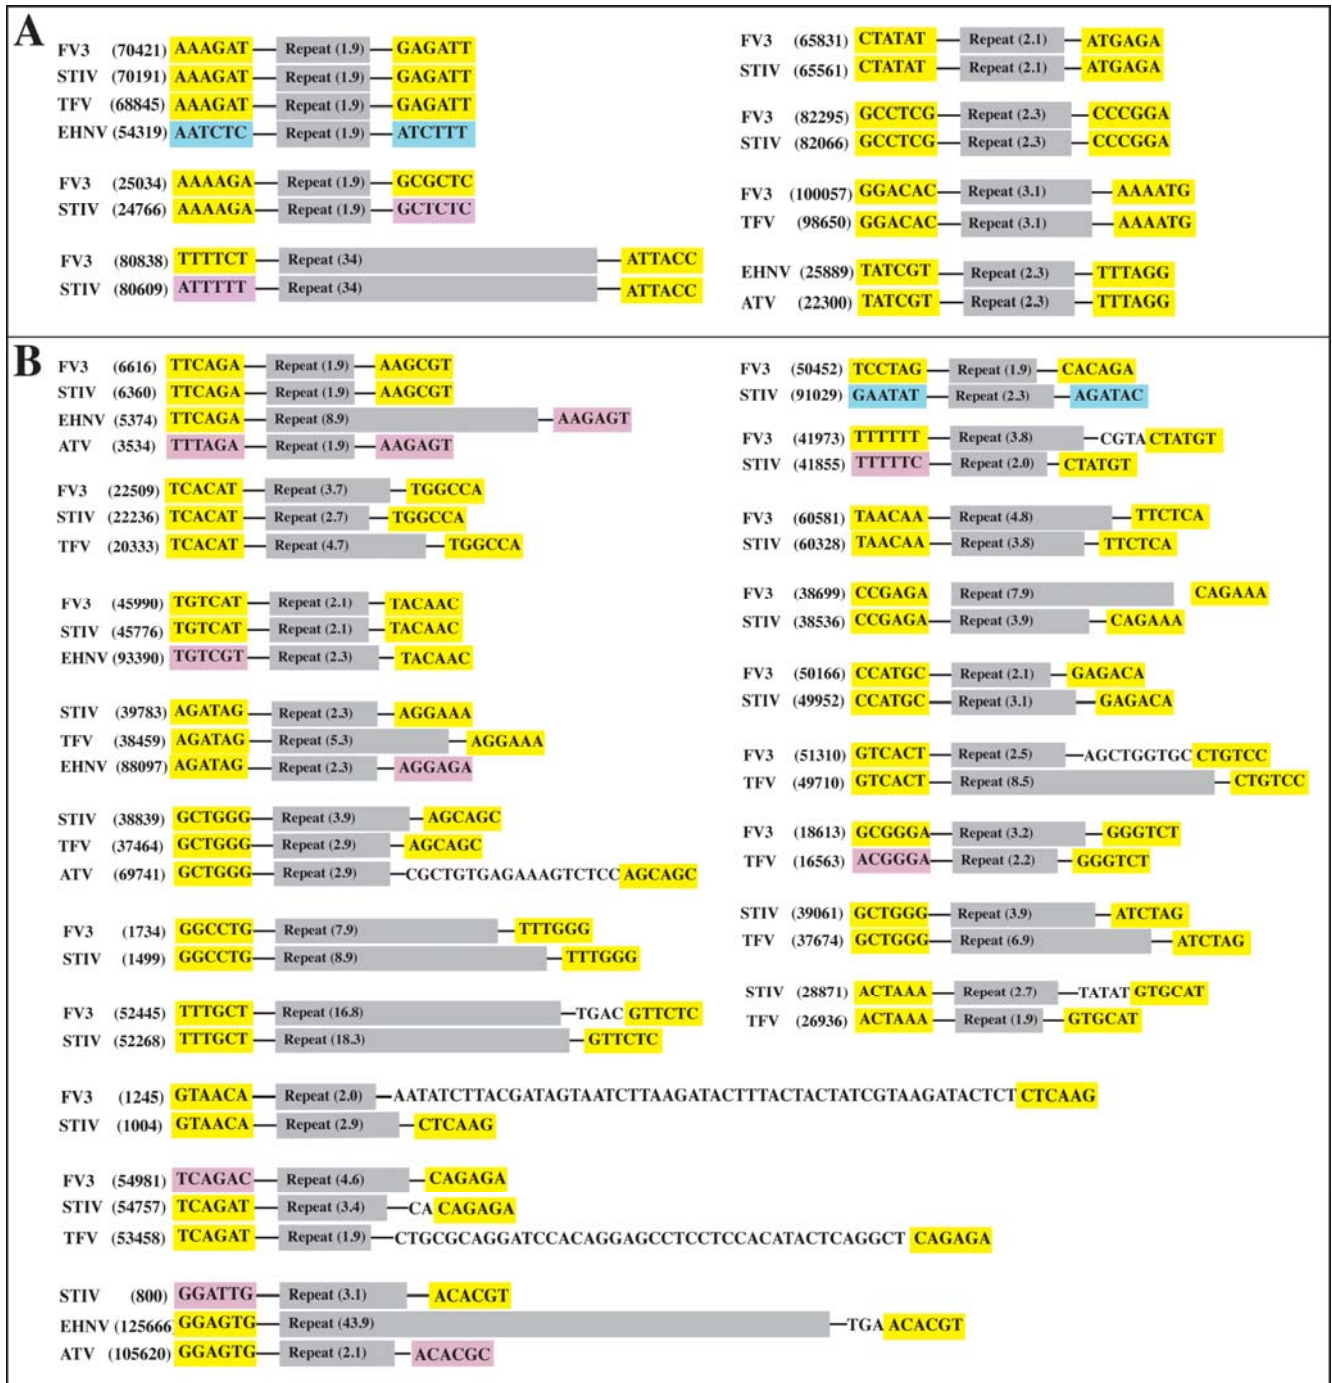 A
FV3 (70421) AAAGAT Repeat (1.9) GAGATT
STIV (70191) AAAGAT Repeat (1.9) GAGATT
TFV (68845) AAAGAT Repeat (1.9) GAGATT
EHNV (54319) AATCTC Repeat (1.9) ATCTTT
FV3 (25034) AAAAGA Repeat (1.9) GCGCTC
STIV (24766) AAAAGA Repeat (1.9) GCTCTC
FV3 (80838) TTTTCT Repeat (34) ATTACC
STIV (80609) ATTTTT Repeat (34) ATTACC
FV3 (65831) CTATAT Repeat (2.1) ATGAGA
STIV (65561) CTATAT Repeat (2.1) ATGAGA
FV3 (82295) GCCTCG Repeat (2.3) CCCGGA
STIV (82066) GCCTCG Repeat (2.3) CCCGGA
FV3 (100057) GGACAC Repeat (3.1) AAAATG
TFV (98650) GGACAC Repeat (3.1) AAAATG
EHNV (25889) TATCGT Repeat (2.3) TTTAGG
ATV (22300) TATCGT Repeat (2.3) TTTAGG
B
FV3 (6616) TTCAGA Repeat (1.9) AAGCGT
STIV (6360) TTCAGA Repeat (1.9) AAGCGT
EHNV (5374) TTCAGA Repeat (8.9) AAGAGT
ATV (3534) TTTAGA Repeat (1.9) AAGAGT
FV3 (22509) TCACAT Repeat (3.7) TGGCCA
STIV (22236) TCACAT Repeat (2.7) TGGCCA
TFV (20333) TCACAT Repeat (4.7) TGGCCA
FV3 (45990) TGTCAT Repeat (2.1) TACAAC
STIV (45776) TGTCAT Repeat (2.1) TACAAC
EHNV (93390) TGTCGT Repeat (2.3) TACAAC
STIV (39783) AGATAG Repeat (2.3) AGGAAA
TFV (38459) AGATAG Repeat (5.3) AGGAAA
EHNV (88097) AGATAG Repeat (2.3) AGGAGA
STIV (38839) GCTGGG Repeat (3.9) AGCAGC
TFV (37464) GCTGGG Repeat (2.9) AGCAGC
ATV (69741) GCTGGG Repeat (2.9) CGCTGTGAGAAAGTCTCC AGCAGC
FV3 (1734) GGCCTG Repeat (7.9) TTTGGG
STIV (1499) GGCCTG Repeat (8.9) TTTGGG
FV3 (52445) TTTGCT Repeat (16.8) TGAC GTTCTC
STIV (52268) TTTGCT Repeat (18.3) GTTCTC
FV3 (50452) TCCTAG Repeat (1.9) CACAGA
STIV (91029) GAATAT Repeat (2.3) AGATAC
FV3 (41973) TTTTTT Repeat (3.8) CGTA CTATGT
STIV (41855) TTTTTC Repeat (2.0) CTATGT
FV3 (60581) TAACAA Repeat (4.8) TTCTCA
STIV (60328) TAACAA Repeat (3.8) TTCTCA
FV3 (38699) CCGAGA Repeat (7.9) CAGAAA
STIV (38536) CCGAGA Repeat (3.9) CAGAAA
FV3 (50166) CCATGC Repeat (2.1) GAGACA
STIV (49952) CCATGC Repeat (3.1) GAGACA
FV3 (51310) GTCACT Repeat (2.5) AGCTGGTGC CTGTCC
TFV (49710) GTCACT Repeat (8.5) CTGTCC
FV3 (18613) GCGGGA Repeat (3.2) GGGTCT
TFV (16563) ACGGGA Repeat (2.2) GGGTCT
STIV (39061) GCTGGG Repeat (3.9) ATCTAG
TFV (37674) GCTGGG Repeat (6.9) ATCTAG
STIV (28871) ACTAAA Repeat (2.7) TATAT GTGCAT
TFV (26936) ACTAAA Repeat (1.9) GTGCAT
FV3 (1245) GTAACA Repeat (2.0) AATATCTTACGATAGTAATCTTAAGATACTTTACTACTATCGTAAGATACTCT CTCAAG
STIV (1004) GTAACA Repeat (2.9) CTCAAG
FV3 (54981) TCAGAC Repeat (4.6) CAGAGA
STIV (54757) TCAGAT Repeat (3.4) CA CAGAGA
TFV (53458) TCAGAT Repeat (1.9) CTGCGCAGGATCCACAGGAGCCTCCTCCACATACTCAGGCT CAGAGA
STIV (800) GGATTG Repeat (3.1) ACACGT
EHNV (125666) GGAGTG Repeat (43.9) TGA ACACGT
ATV (105620) GGAGTG Repeat (2.1) ACACGC